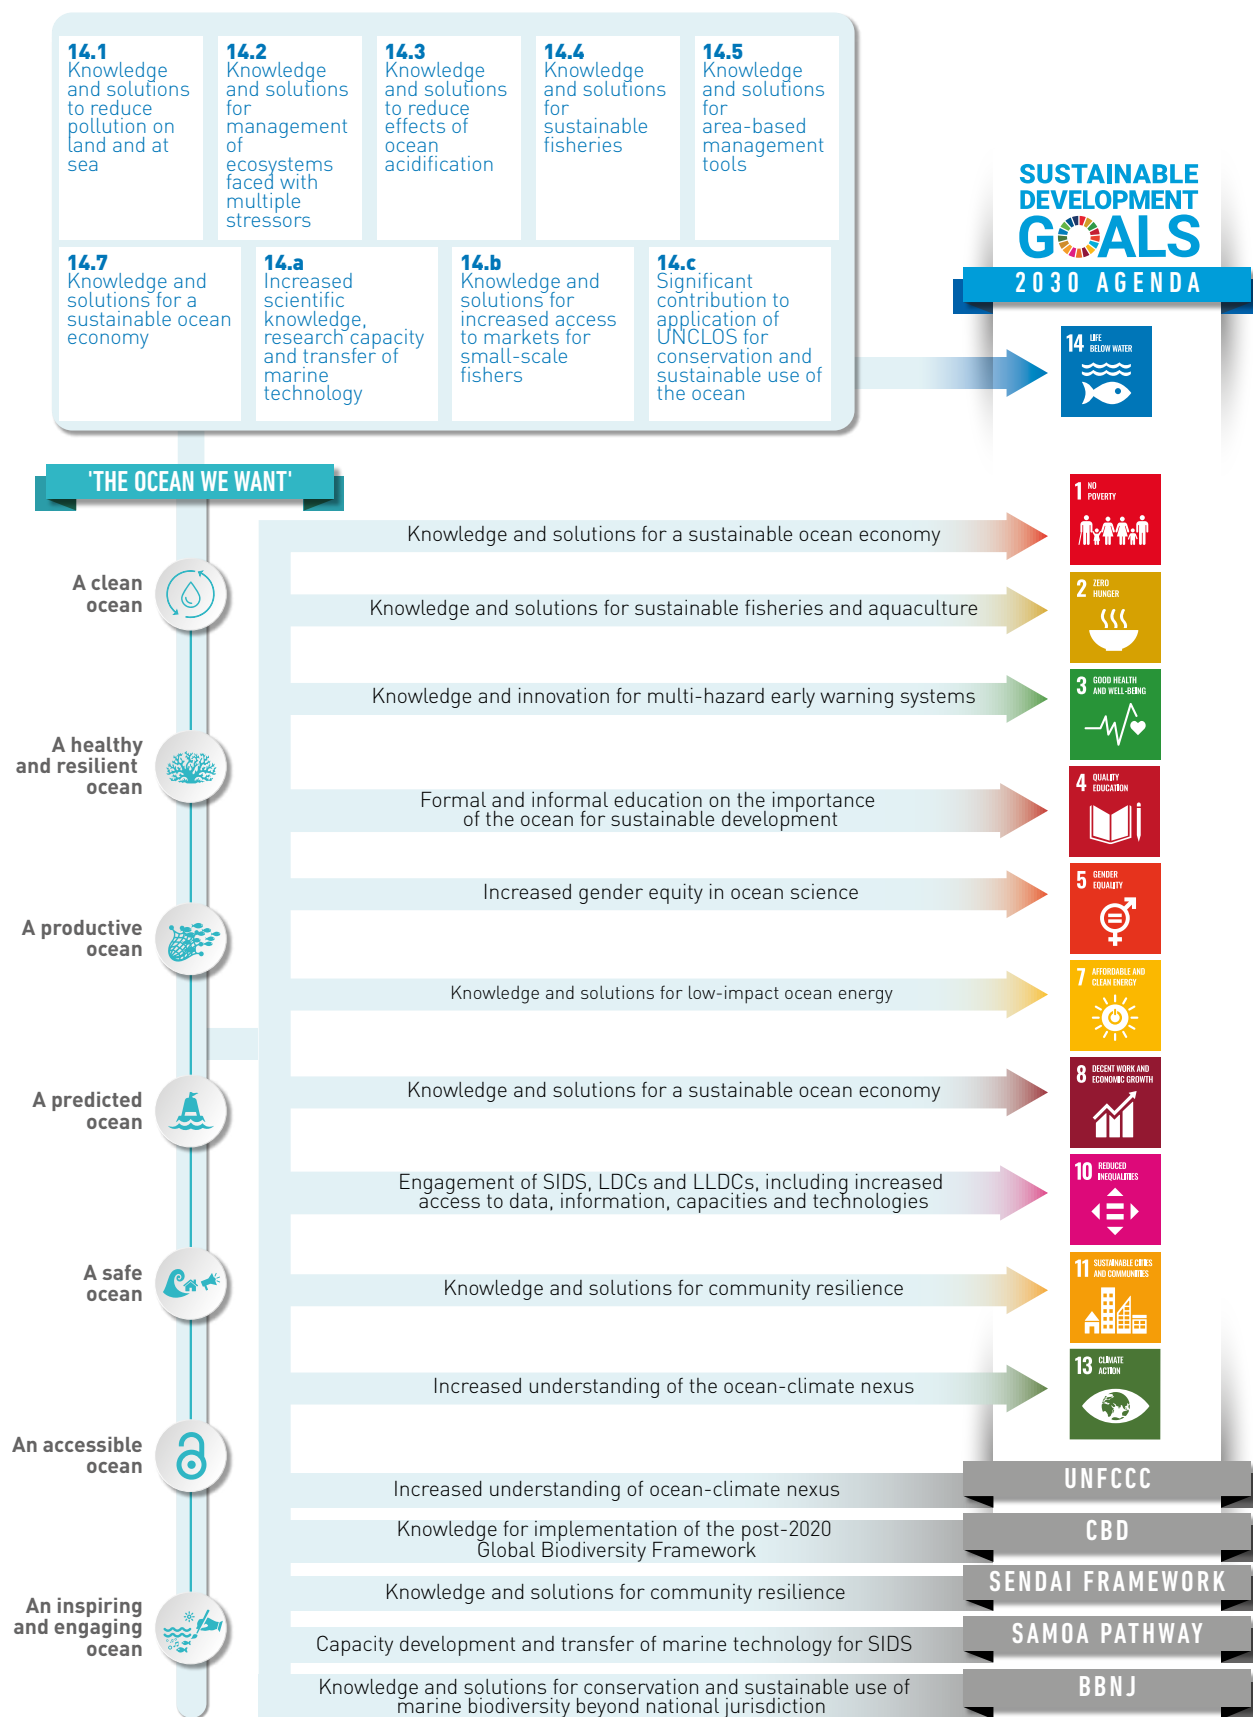 14.1
Knowledge
and solutions
to reduce
pollution on
land and at
sea
14.2
Knowledge
and solutions
for
management
of
ecosystems
faced with
multiple
stressors
14.3
Knowledge
and solutions
to reduce
effects of
ocean
acidification
14.4
Knowledge
and solutions
for
sustainable
fisheries
14.5
Knowledge
and solutions
for
area-based
management
tools
14.7
Knowledge and
solutions for a
sustainable ocean
economy
14.a
Increased
scientific
knowledge,
research capacity
and transfer of
marine
technology
14.b
Knowledge and
solutions for
increased access
to markets for
small-scale
fishers
14.c
Significant
contribution to
application of
UNCLOS for
conservation and
sustainable use of
the ocean
SUSTAINABLE
DEVELOPMENT
GOALS
2030 AGENDA
14 LIFE
BELOW WATER
'THE OCEAN WE WANT'
A clean
ocean
A healthy
and resilient
ocean
A productive
ocean
A predicted
ocean
A safe
ocean
An accessible
ocean
An inspiring
and engaging
ocean
Knowledge and solutions for a sustainable ocean economy
1 NO
POVERTY
Knowledge and solutions for sustainable fisheries and aquaculture
2 ZERO
HUNGER
Knowledge and innovation for multi-hazard early warning systems
3 GOOD HEALTH
AND WELL-BEING
Formal and informal education on the importance
of the ocean for sustainable development
4 QUALITY
EDUCATION
Increased gender equity in ocean science
5 GENDER
EQUALITY
Knowledge and solutions for low-impact ocean energy
7 AFFORDABLE AND
CLEAN ENERGY
Knowledge and solutions for a sustainable ocean economy
8 DECENT WORK AND
ECONOMIC GROWTH
Engagement of SIDS, LDCs and LLDCs, including increased
access to data, information, capacities and technologies
10 REDUCED
INEQUALITIES
Knowledge and solutions for community resilience
11 SUSTAINABLE CITIES
AND COMMUNITIES
Increased understanding of the ocean-climate nexus
13 CLIMATE
ACTION
Increased understanding of ocean-climate nexus
UNFCCC
Knowledge for implementation of the post-2020
Global Biodiversity Framework
CBD
Knowledge and solutions for community resilience
SENDAI FRAMEWORK
Capacity development and transfer of marine technology for SIDS
SAMOA PATHWAY
Knowledge and solutions for conservation and sustainable use of
marine biodiversity beyond national jurisdiction
BBNJ